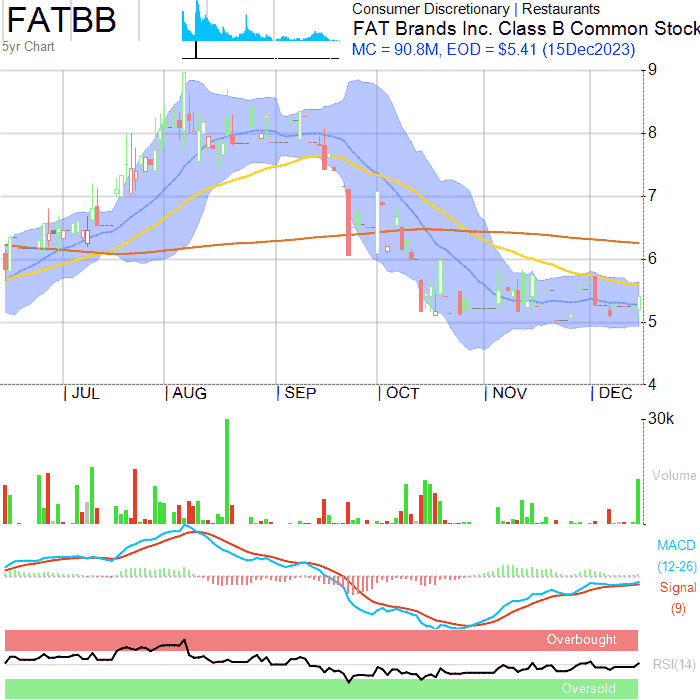 FATBB
5yr Chart
Consumer Discretionary | Restaurants
FAT Brands Inc. Class B Common Stock
MC = 90.8M, EOD = $5.41 (15Dec2023)
9
8
7
6
5
4
| JUL | AUG | SEP | OCT | NOV | DEC
30k
Volume
MACD
(12-26)
Signal
(9)
Overbought
RSI(14)
Oversold